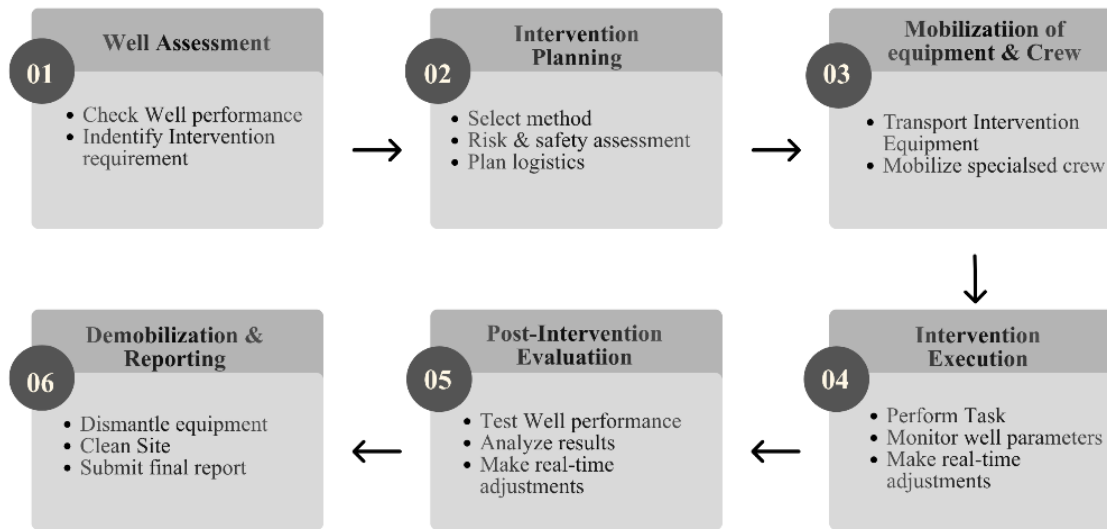 Well Assessment
01
• Check Well performance
• Indentify Intervention
requirement
Intervention
Planning
02
• Select method
• Risk & safety assessment
• Plan logistics
Mobilizatiion of
equipment & Crew
03
• Transport Intervention
Equipment
• Mobilize specialsed crew
Intervention
Execution
04
• Perform Task
• Monitor well parameters
• Make real-time
adjustments
Post-Intervention
Evaluatiion
05
• Test Well performance
• Analyze results
• Make real-time
adjustments
Demobilization &
Reporting
06
• Dismantle equipment
• Clean Site
• Submit final report